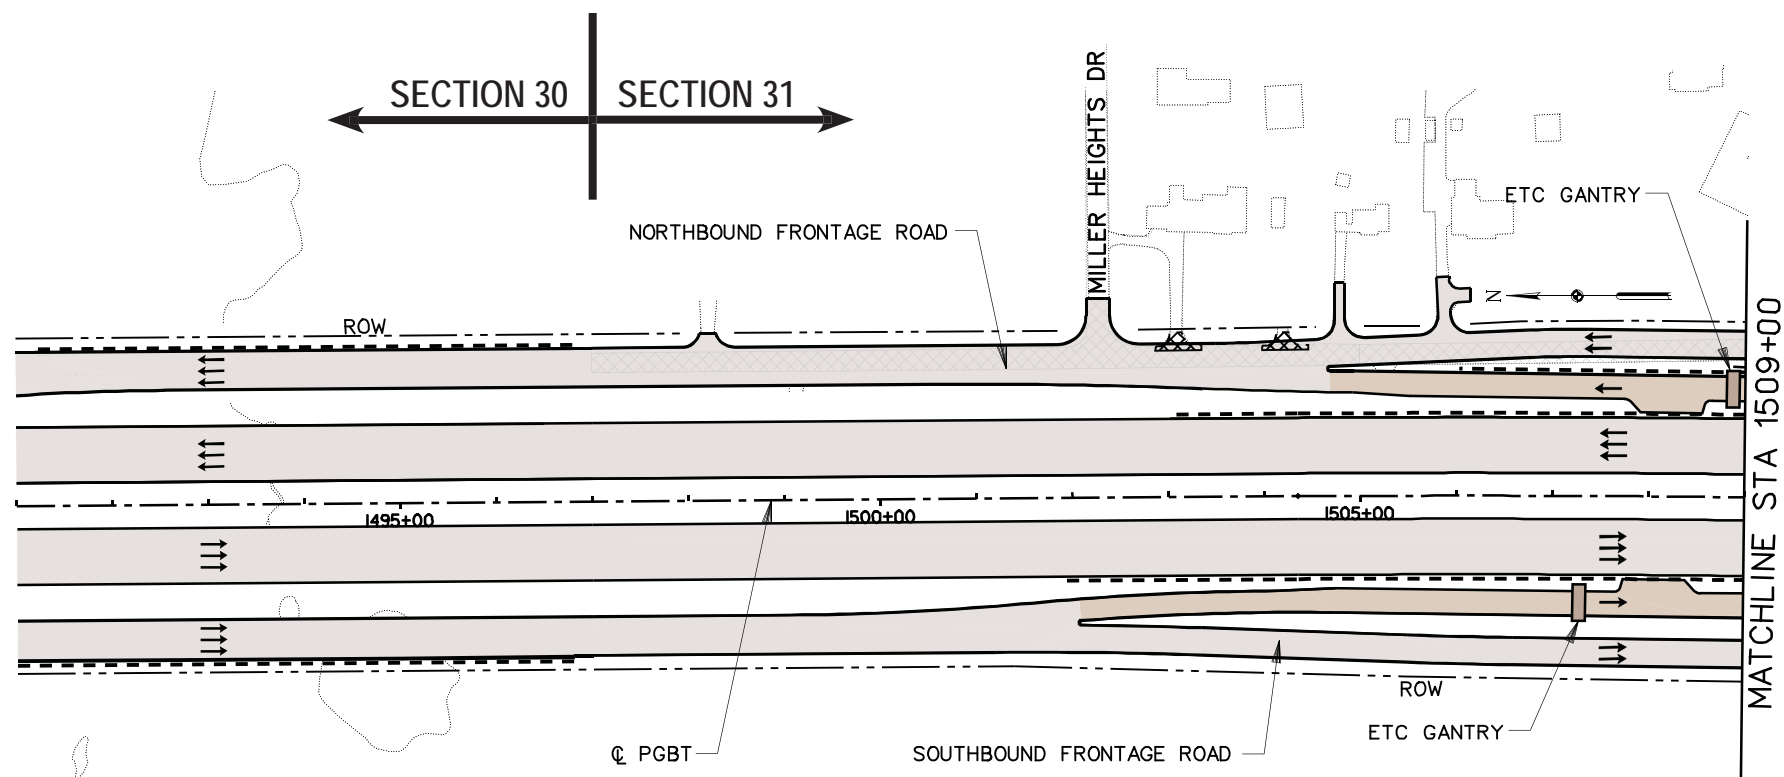 SECTION 30
SECTION 31
MILLER HEIGHTS DR
ETC GANTRY
NORTHBOUND FRONTAGE ROAD
N
ROW
1495+00
1500+00
1505+00
MATCHLINE STA 1509+00
ROW
ETC GANTRY
℄ PGBT
SOUTHBOUND FRONTAGE ROAD